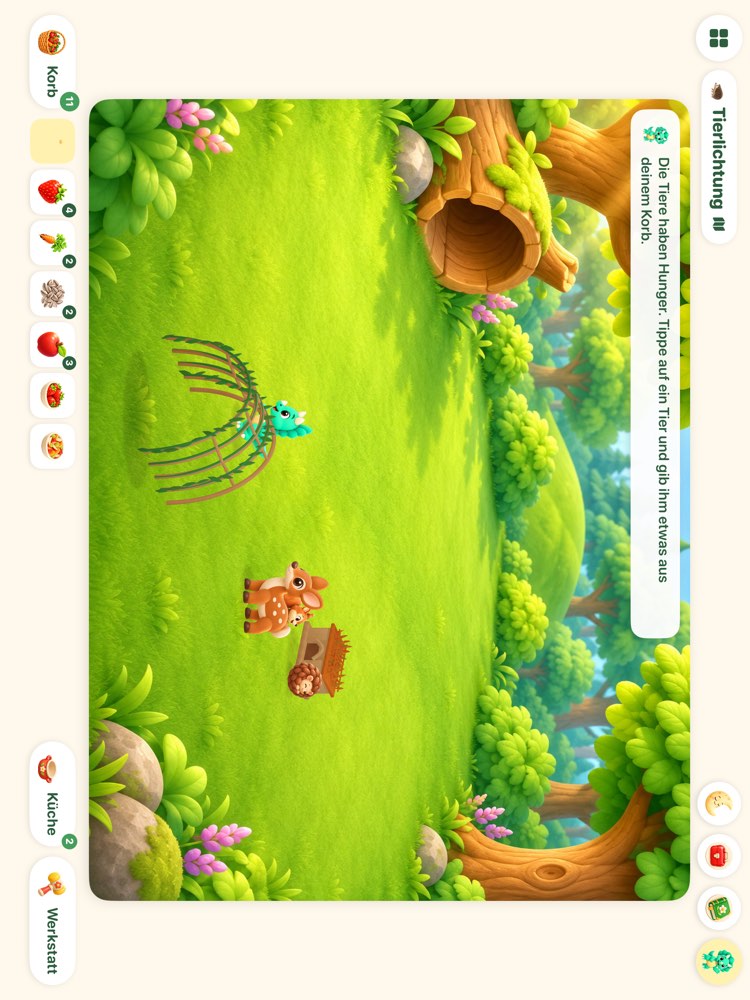 Tierlichtung
Die Tiere haben Hunger. Tippe auf ein Tier und gib ihm etwas aus
deinem Korb.
Korb
11
4
2
2
3
Küche
2
Werkstatt